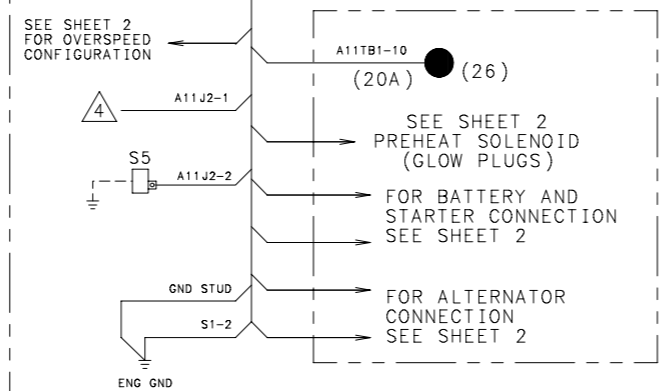 SEE SHEET 2
FOR OVERSPEED
CONFIGURATION
A11TB1-10
(20A)
(26)
4
A11J2-1
SEE SHEET 2
PREHEAT SOLENOID
(GLOW PLUGS)
S5
A11J2-2
FOR BATTERY AND
STARTER CONNECTION
SEE SHEET 2
GND STUD
FOR ALTERNATOR
CONNECTION
SEE SHEET 2
S1-2
ENG GND